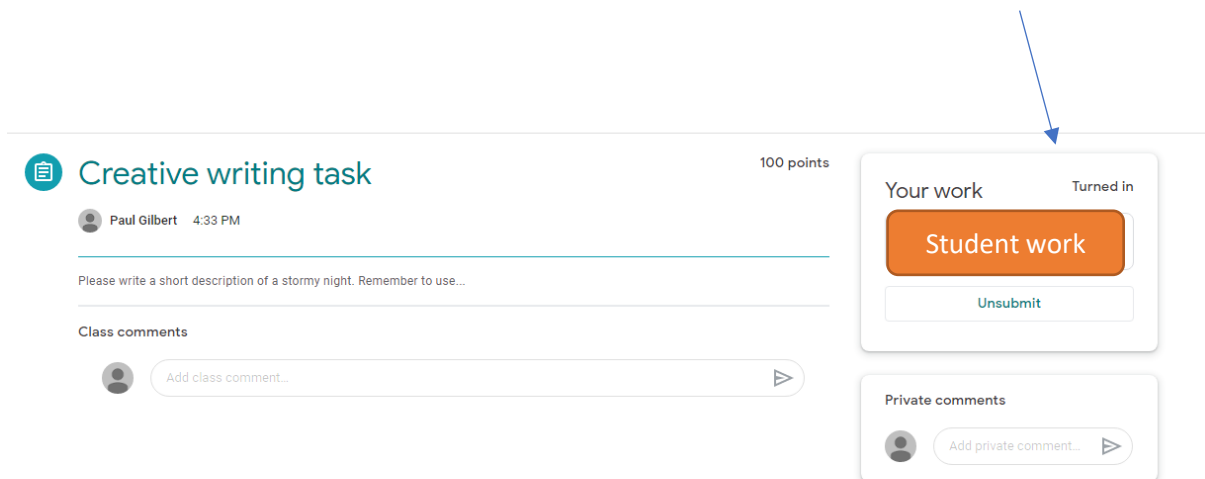 Creative writing task
100 points
Paul Gilbert 4:33 PM
Please write a short description of a stormy night. Remember to use...
Class comments
Add class comment...
Your work
Turned in
Student work
Unsubmit
Private comments
Add private comment...